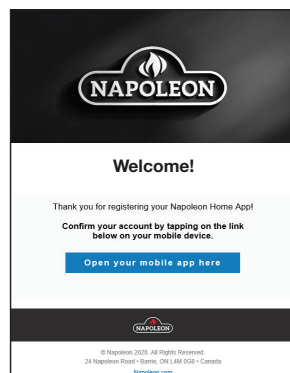 NAPOLEON
Welcome!
Thank you for registering your Napoleon Home App!
Confirm your account by tapping on the link
below on your mobile device.
Open your mobile app here
NAPOLEON
© Napoleon 2020. All Rights Reserved.
24 Napoleon Road • Barrie, ON L4M 0G8 • Canada
Napoleon.com